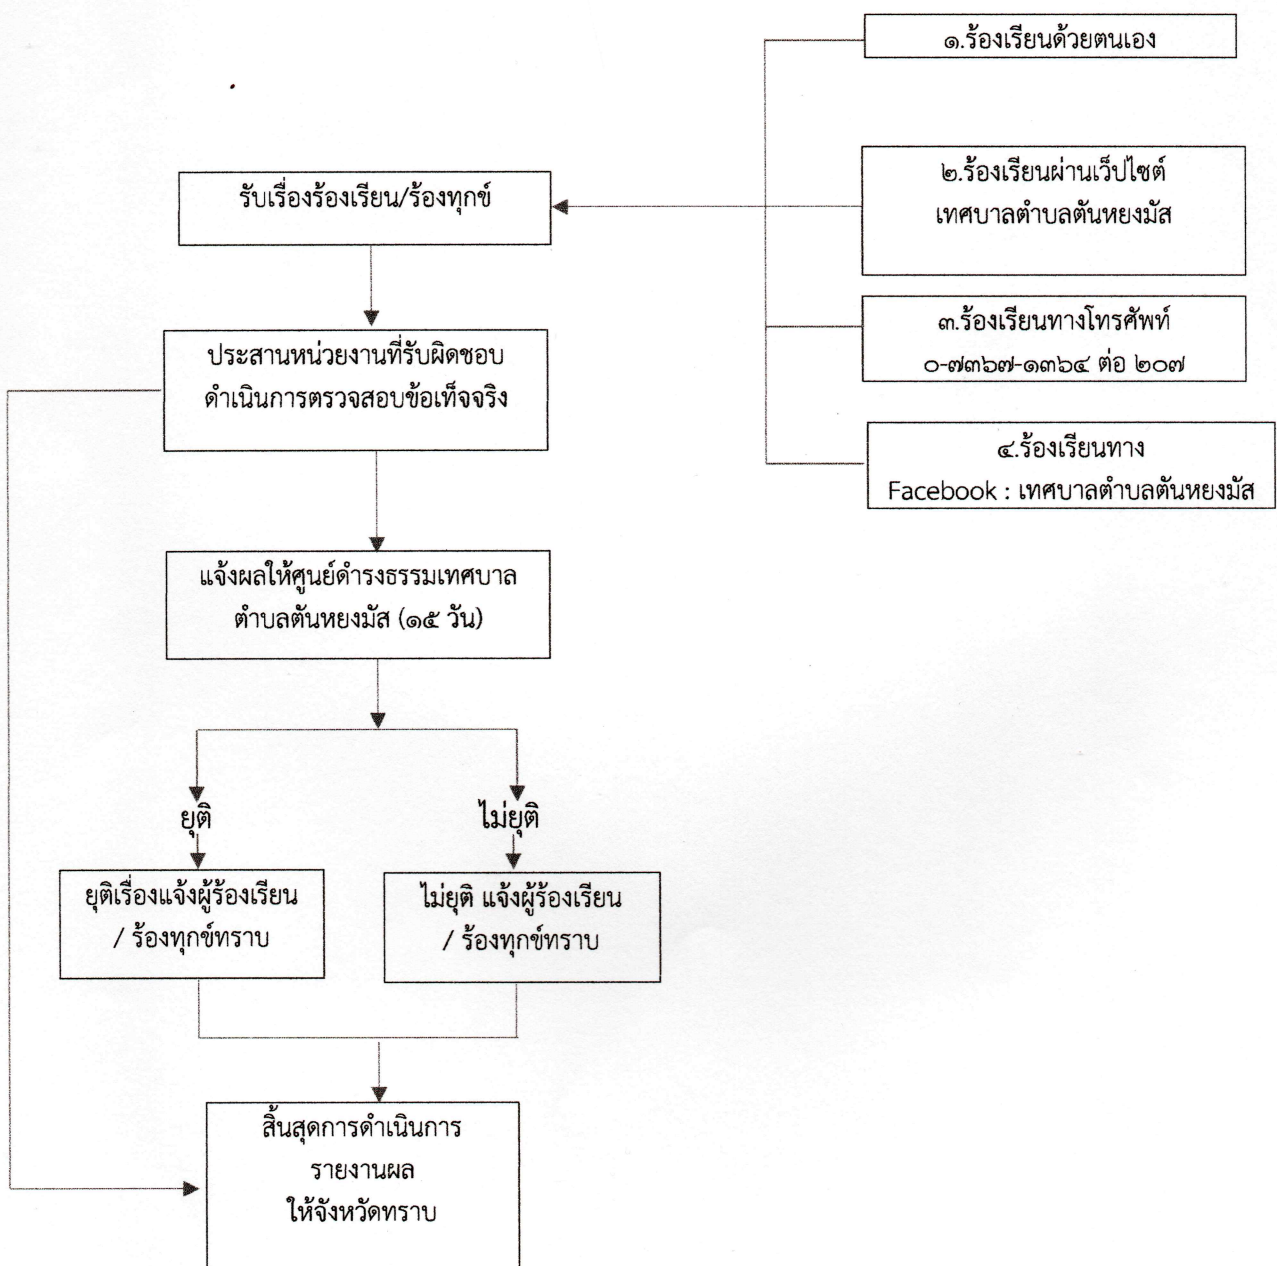 ๑.ร้องเรียนด้วยตนเอง
๒.ร้องเรียนผ่านเว็ปไซต์
เทศบาลตำบลตันหยงมัส
รับเรื่องร้องเรียน/ร้องทุกข์
๓.ร้องเรียนทางโทรศัพท์
๐-๗๓๖๗-๑๓๖๔ ต่อ ๒๐๗
ประสานหน่วยงานที่รับผิดชอบ
ดำเนินการตรวจสอบข้อเท็จจริง
๔.ร้องเรียนทาง
Facebook : เทศบาลตำบลตันหยงมัส
แจ้งผลให้ศูนย์ดำรงธรรมเทศบาล
ตำบลตันหยงมัส (๑๕ วัน)
ยุติ
ไม่ยุติ
ยุติเรื่องแจ้งผู้ร้องเรียน
/ ร้องทุกข์ทราบ
ไม่ยุติ แจ้งผู้ร้องเรียน
/ ร้องทุกข์ทราบ
สิ้นสุดการดำเนินการ
รายงานผล
ให้จังหวัดทราบ